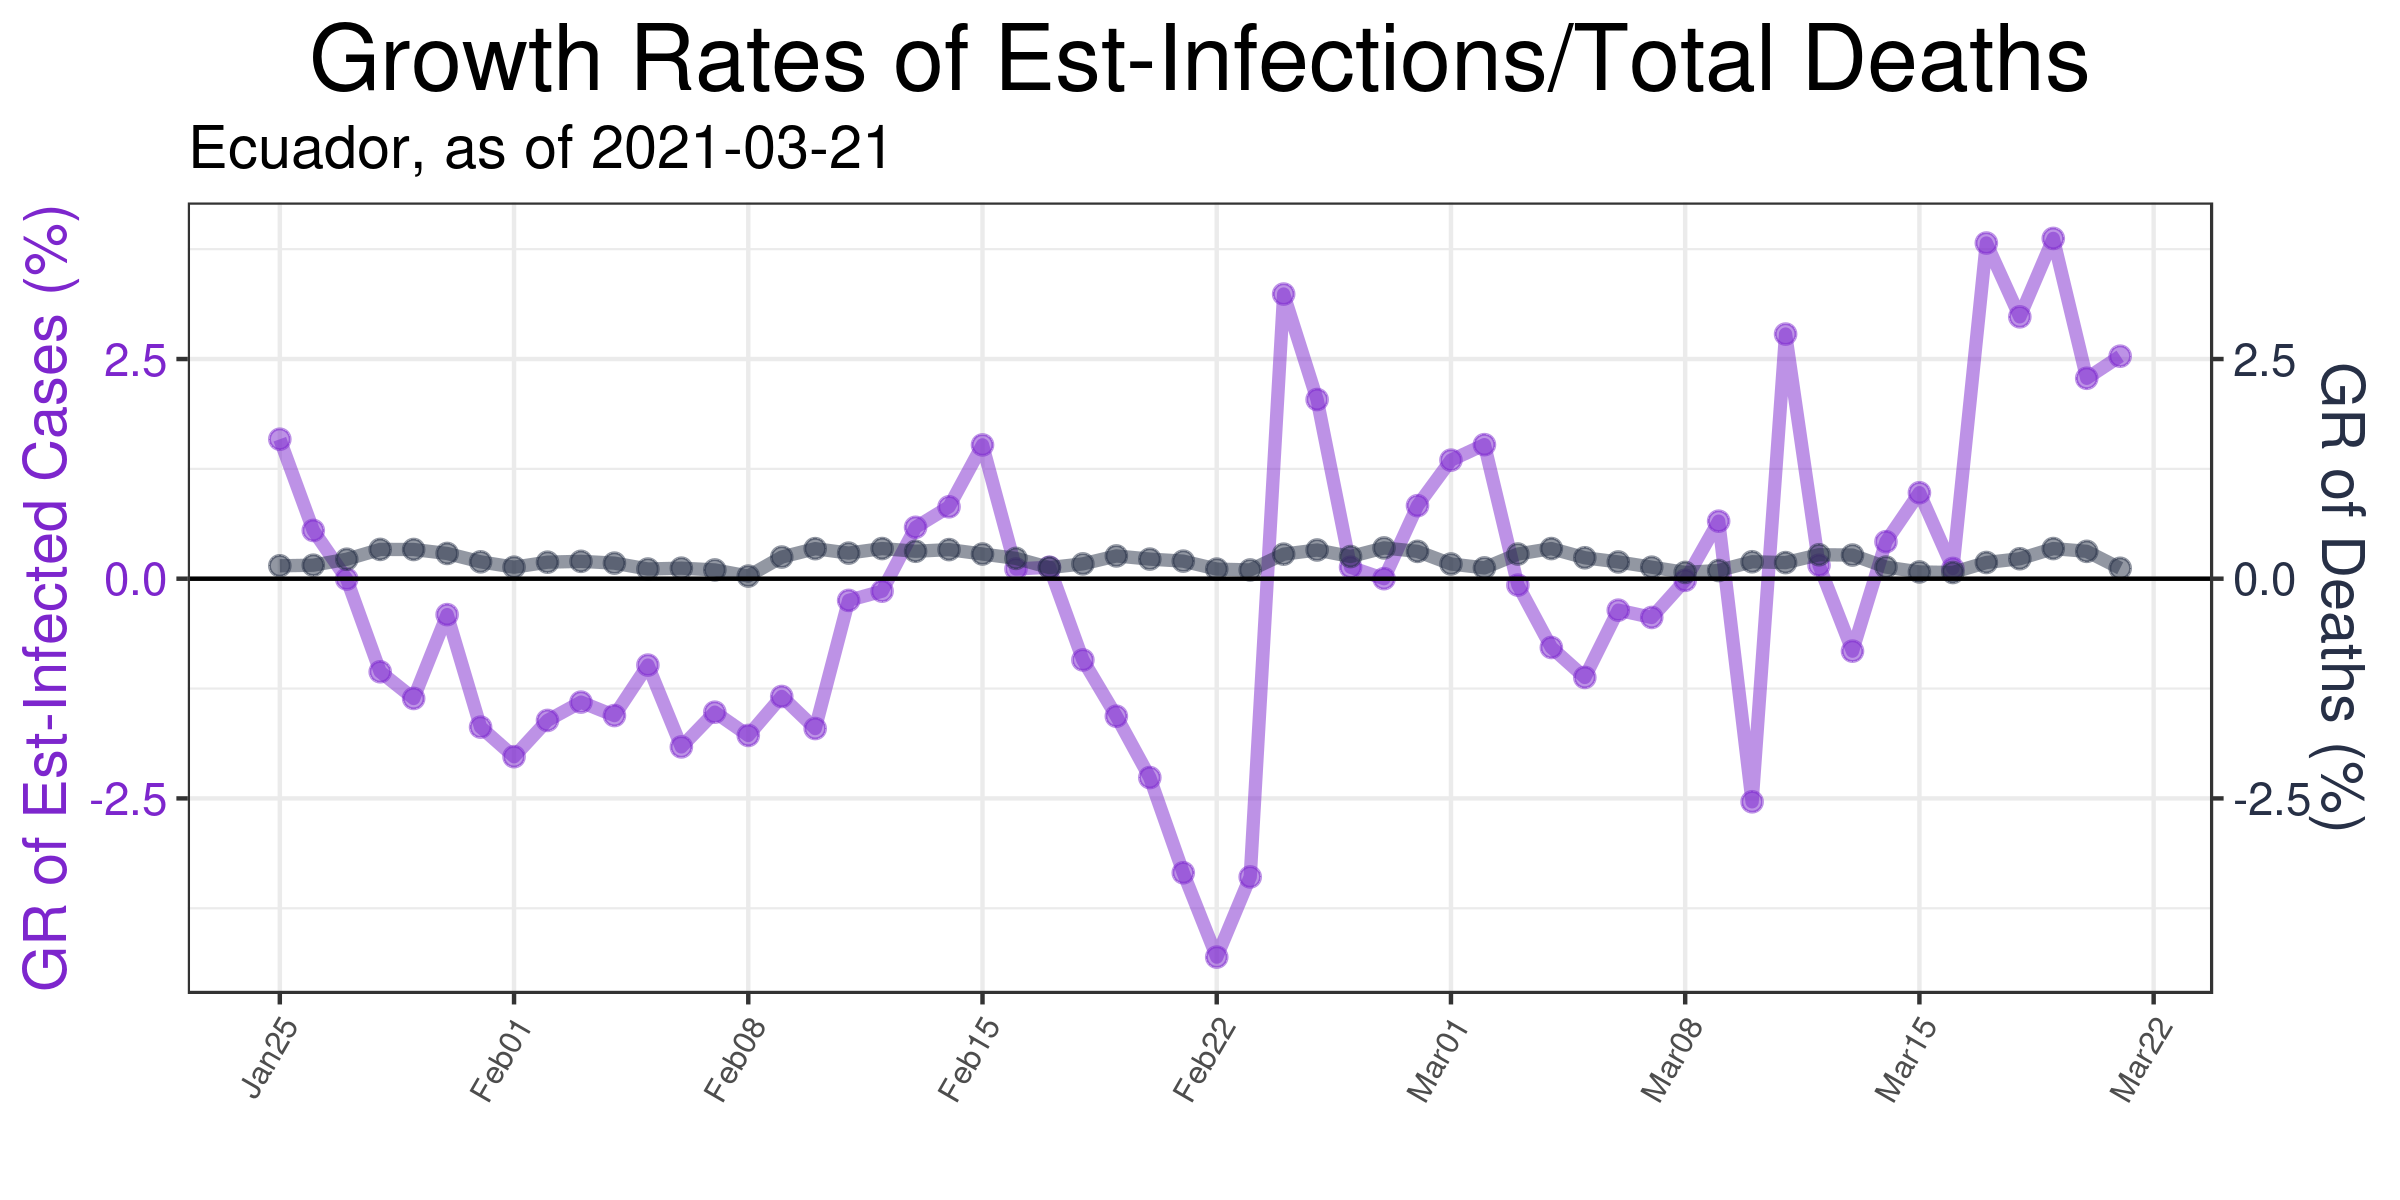 Growth Rates of Est-Infections/Total Deaths
Ecuador, as of 2021-03-21
GR of Est-Infected Cases (%)
2.5
0.0
-2.5
2.5
0.0
-2.5
GR of Deaths (%)
Jan25
Feb01
Feb08
Feb15
Feb22
Mar01
Mar08
Mar15
Mar22